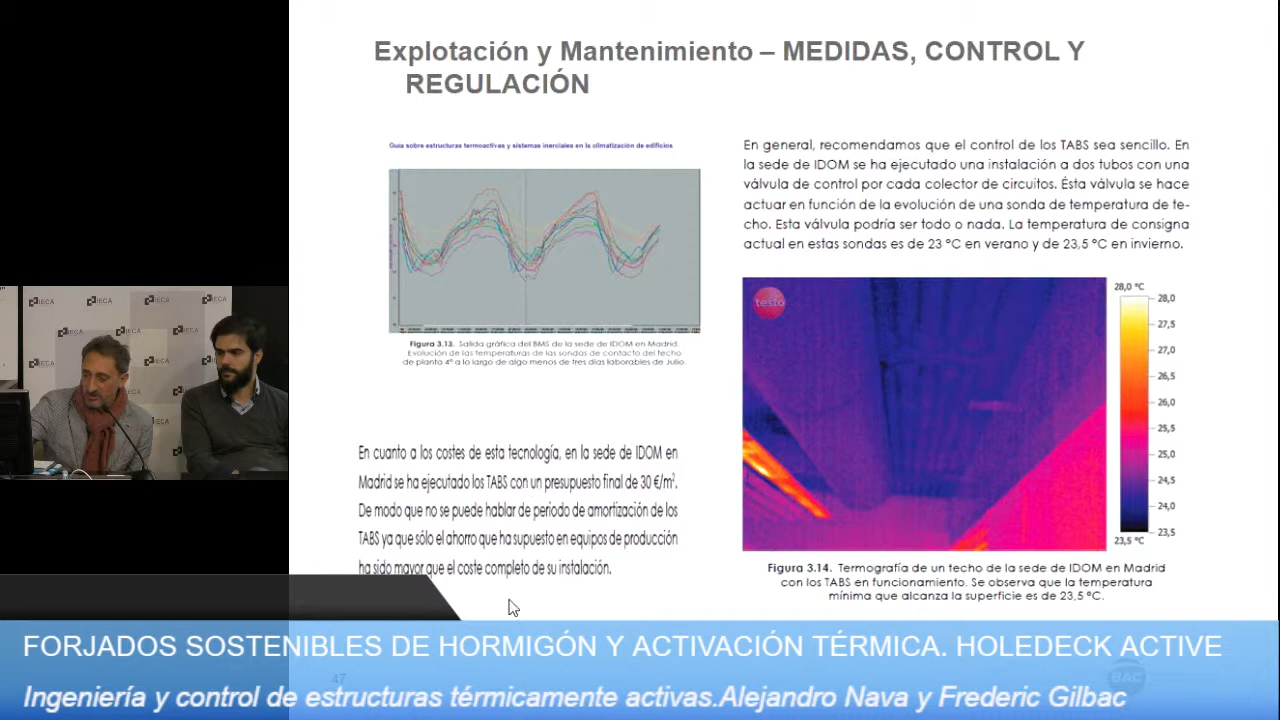 Explotación y Mantenimiento – MEDIDAS, CONTROL Y
REGULACIÓN
Guía sobre estructuras termoactivas y sistemas inerciales en la climatización de edificios
Figura 3.13. Salida gráfica del BMS de la sede de IDOM en Madrid.
Evolución de las temperaturas de las sondas de contacto del techo
de planta 4ª a lo largo de algo menos de tres días laborables de Julio.
En cuanto a los costes de esta tecnología, en la sede de IDOM en
Madrid se ha ejecutado los TABS con un presupuesto final de 30 €/m².
De modo que no se puede hablar de periodo de amortización de los
TABS ya que sólo el ahorro que ha supuesto en equipos de producción
ha sido mayor que el coste completo de su instalación.
En general, recomendamos que el control de los TABS sea sencillo. En
la sede de IDOM se ha ejecutado una instalación a dos tubos con una
válvula de control por cada colector de circuitos. Ésta válvula se hace
actuar en función de la evolución de una sonda de temperatura de te-
cho. Esta válvula podría ser todo o nada. La temperatura de consigna
actual en estas sondas es de 23 °C en verano y de 23,5 °C en invierno.
testo
28,0 °C
28,0
27,5
27,0
26,5
26,0
25,5
25,0
24,5
24,0
23,5
23,5 °C
Figura 3.14. Termografía de un techo de la sede de IDOM en Madrid
con los TABS en funcionamiento. Se observa que la temperatura
mínima que alcanza la superficie es de 23,5 °C.
IECA
IECA
IECA
IECA
IECA
IECA
IECA
IECA
FORJADOS SOSTENIBLES DE HORMIGÓN Y ACTIVACIÓN TÉRMICA. HOLEDECK ACTIVE
47
BAC
Ingeniería y control de estructuras térmicamente activas.Alejandro Nava y Frederic Gilbac